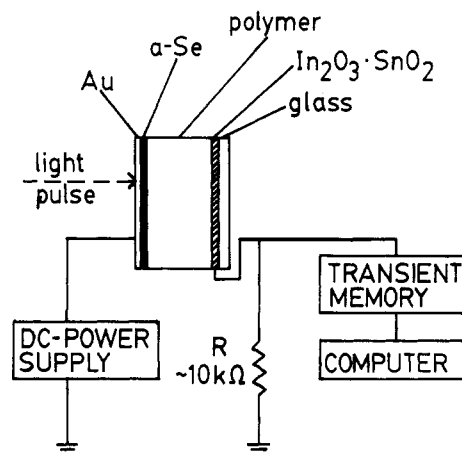 polymer
a-Se
In₂O₃·SnO₂
Au
glass
light
pulse
DC-POWER
SUPPLY
R
~10kΩ
TRANSIENT
MEMORY
COMPUTER